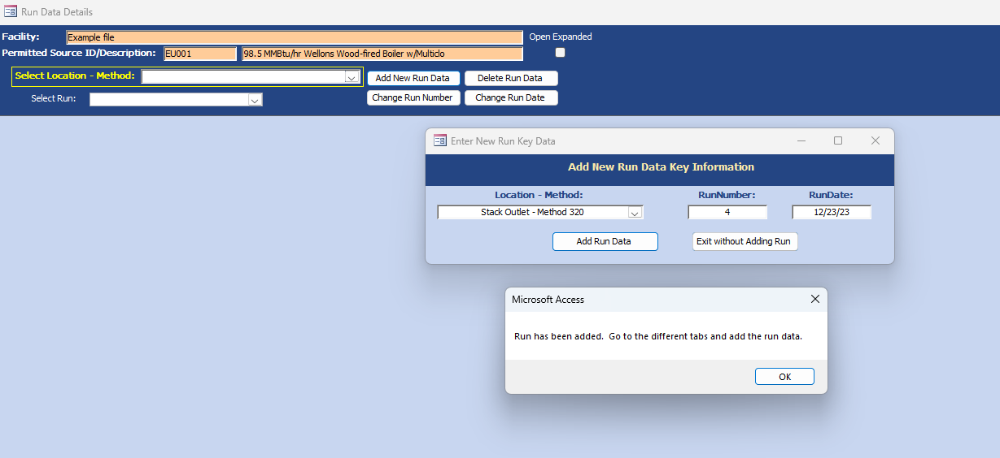 Run Data Details
Facility: Example file Open Expanded
Permitted Source ID/Description: EU001 98.5 MMBtu/hr Wellons Wood-fired Boiler w/Multiclo
Select Location - Method: Add New Run Data Delete Run Data
Select Run: Change Run Number Change Run Date
Enter New Run Key Data
Add New Run Data Key Information
Location - Method: RunNumber: RunDate:
Stack Outlet - Method 320 4 12/23/23
Add Run Data Exit without Adding Run
Microsoft Access
Run has been added. Go to the different tabs and add the run data.
OK